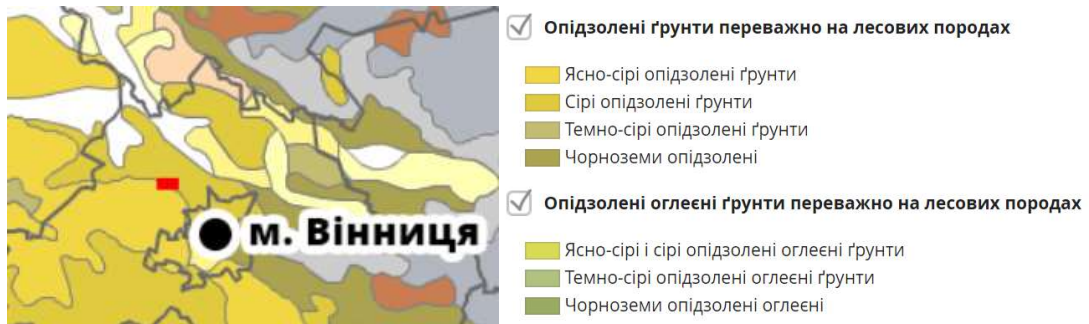 м. Вінниця
Опідзолені ґрунти переважно на лесових породах
Ясно-сірі опідзолені ґрунти
Сірі опідзолені ґрунти
Темно-сірі опідзолені ґрунти
Чорноземи опідзолені
Опідзолені оглеєні ґрунти переважно на лесових породах
Ясно-сірі і сірі опідзолені оглеєні ґрунти
Темно-сірі опідзолені оглеєні ґрунти
Чорноземи опідзолені оглеєні